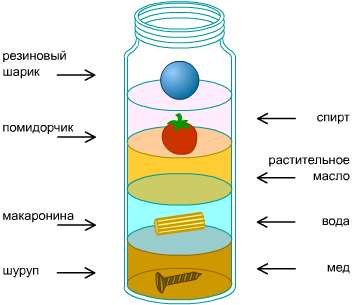 резиновый
шарик
помидорчик
макаронина
шуруп
спирт
растительное
масло
вода
мед